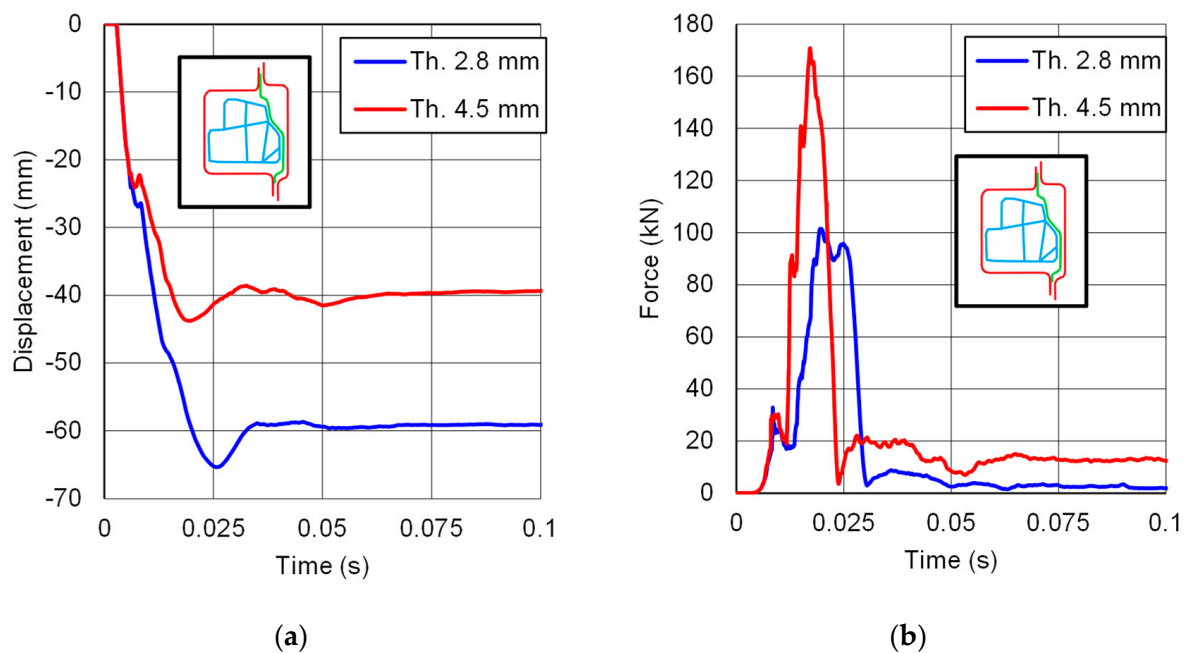 0
-10
-20
-30
-40
-50
-60
-70
Displacement (mm)
Th. 2.8 mm
Th. 4.5 mm
0 0.025 0.05 0.075 0.1
Time (s)
(a)
180
160
140
120
100
80
60
40
20
0
Force (kN)
Th. 2.8 mm
Th. 4.5 mm
0 0.025 0.05 0.075 0.1
Time (s)
(b)